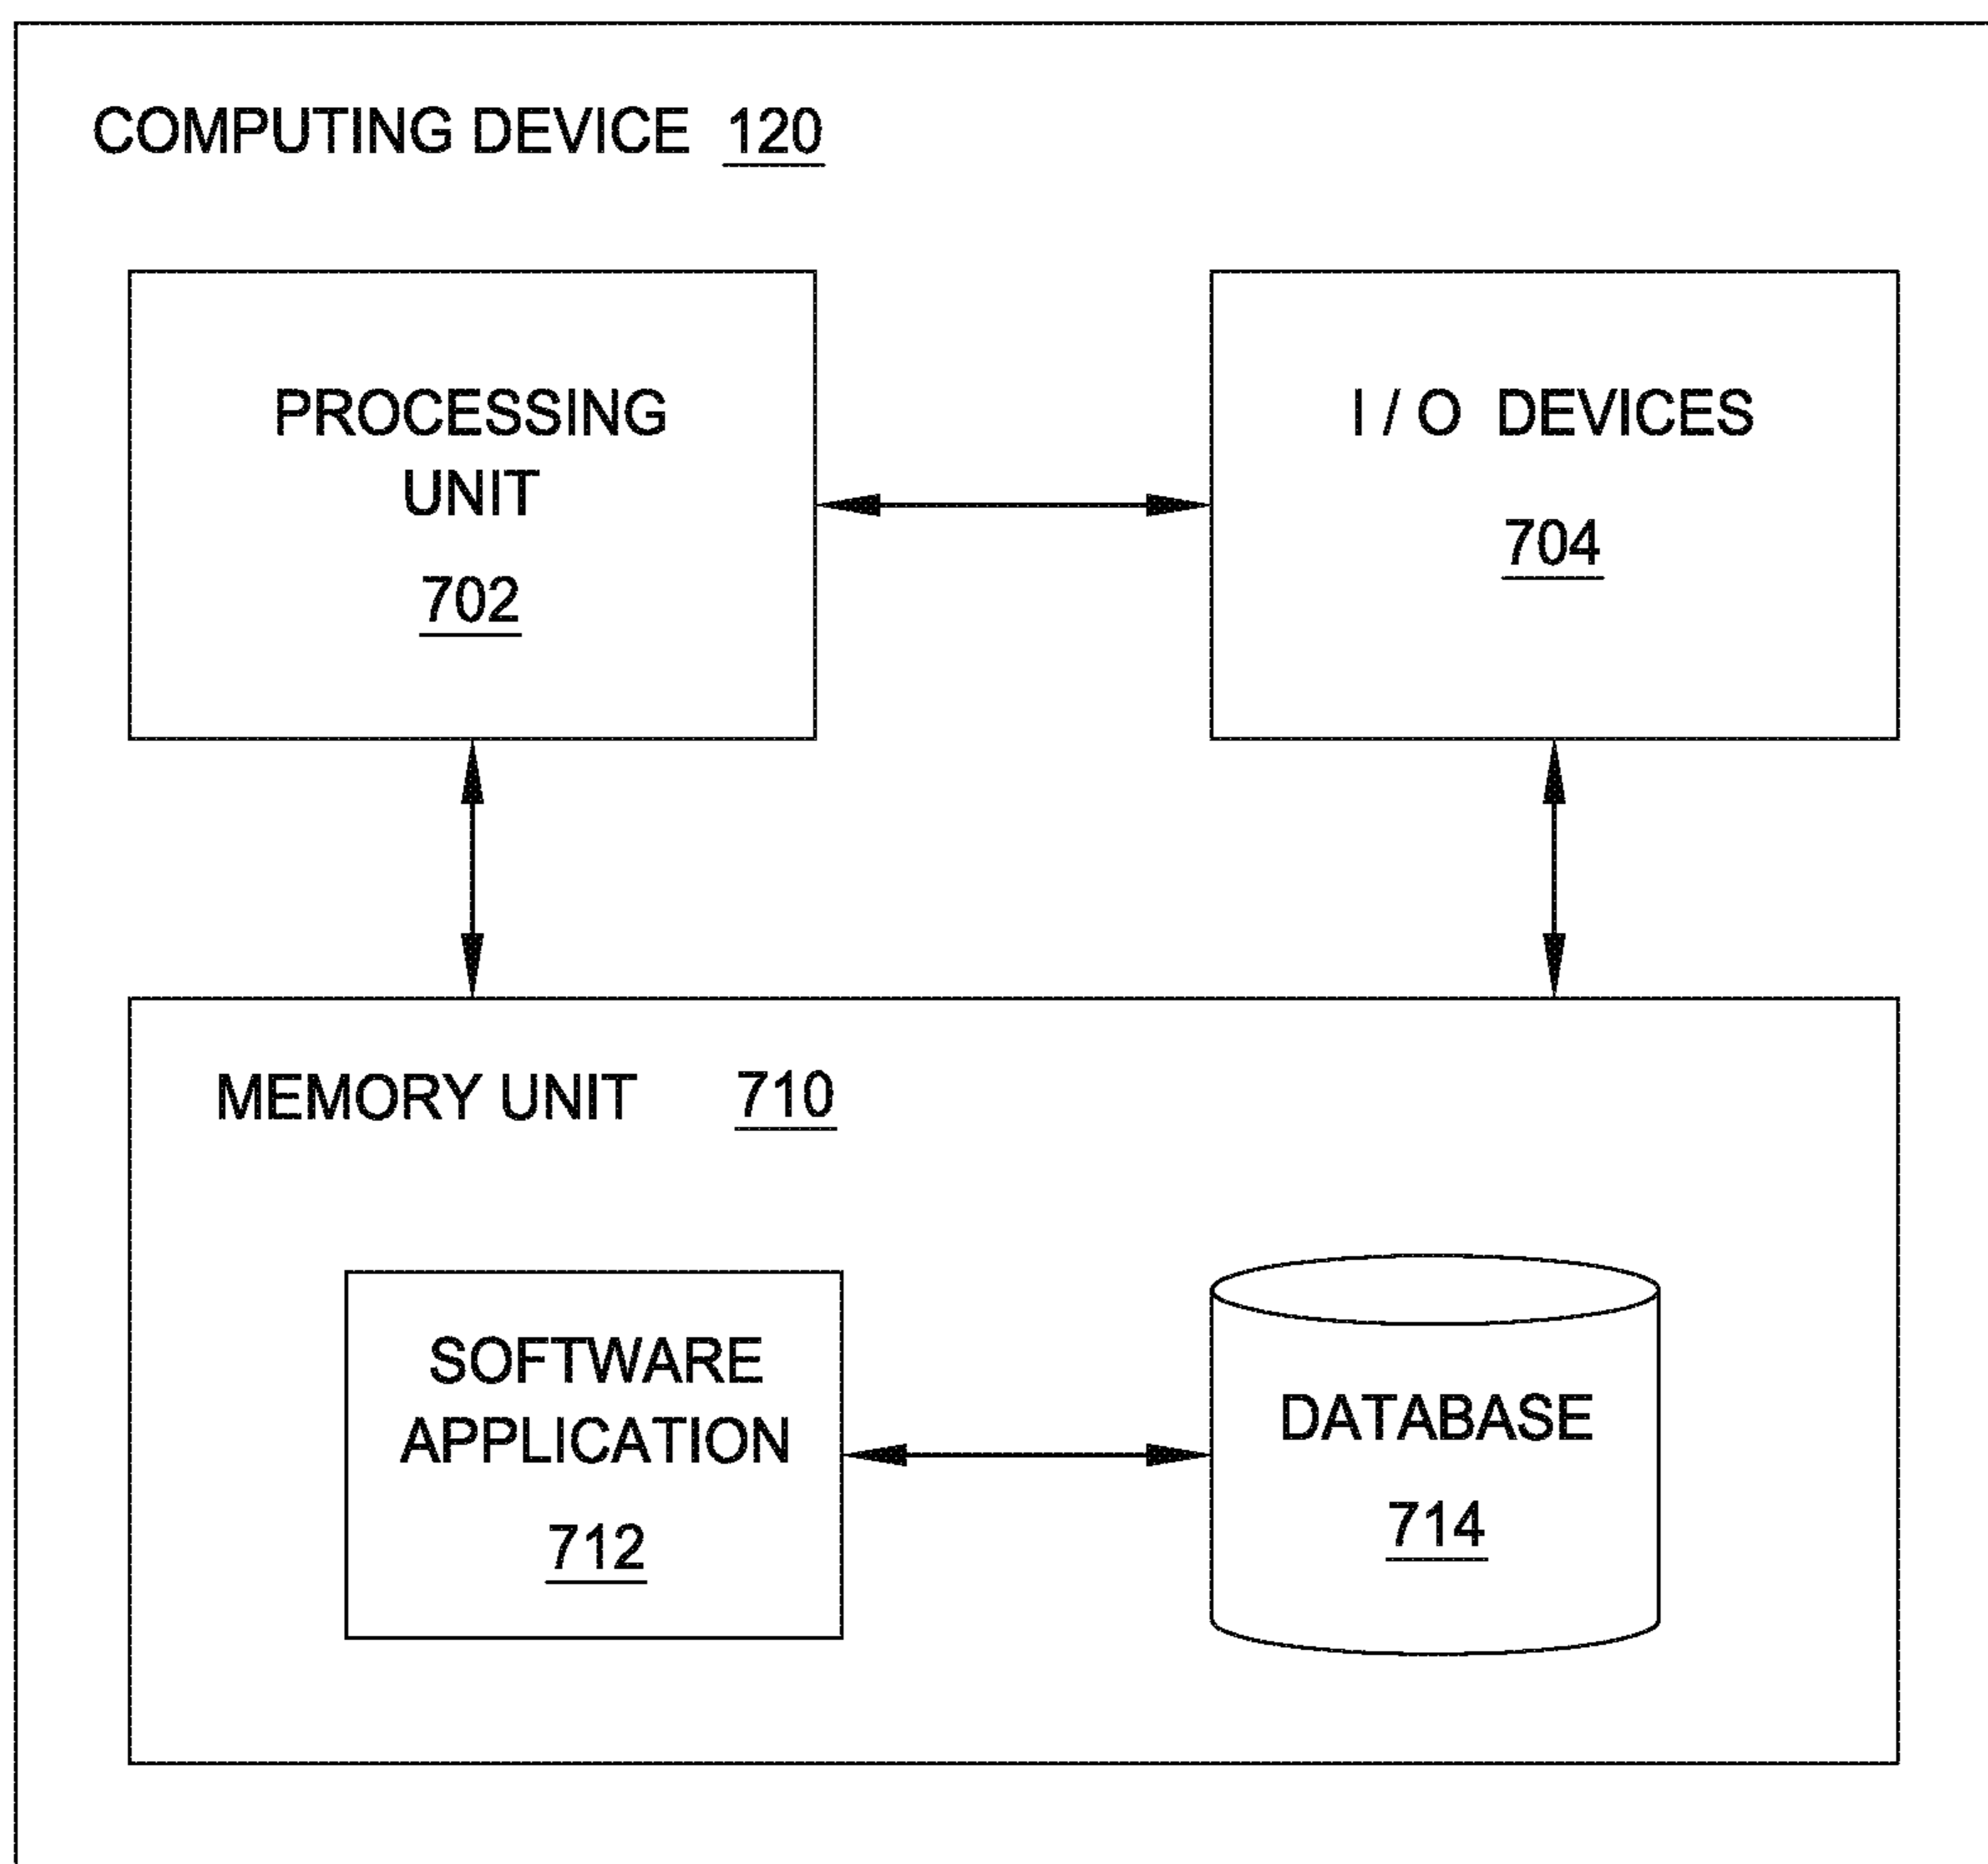 COMPUTING DEVICE 120
PROCESSING
UNIT
702
I / O DEVICES
704
MEMORY UNIT 710
SOFTWARE
APPLICATION
712
DATABASE
714